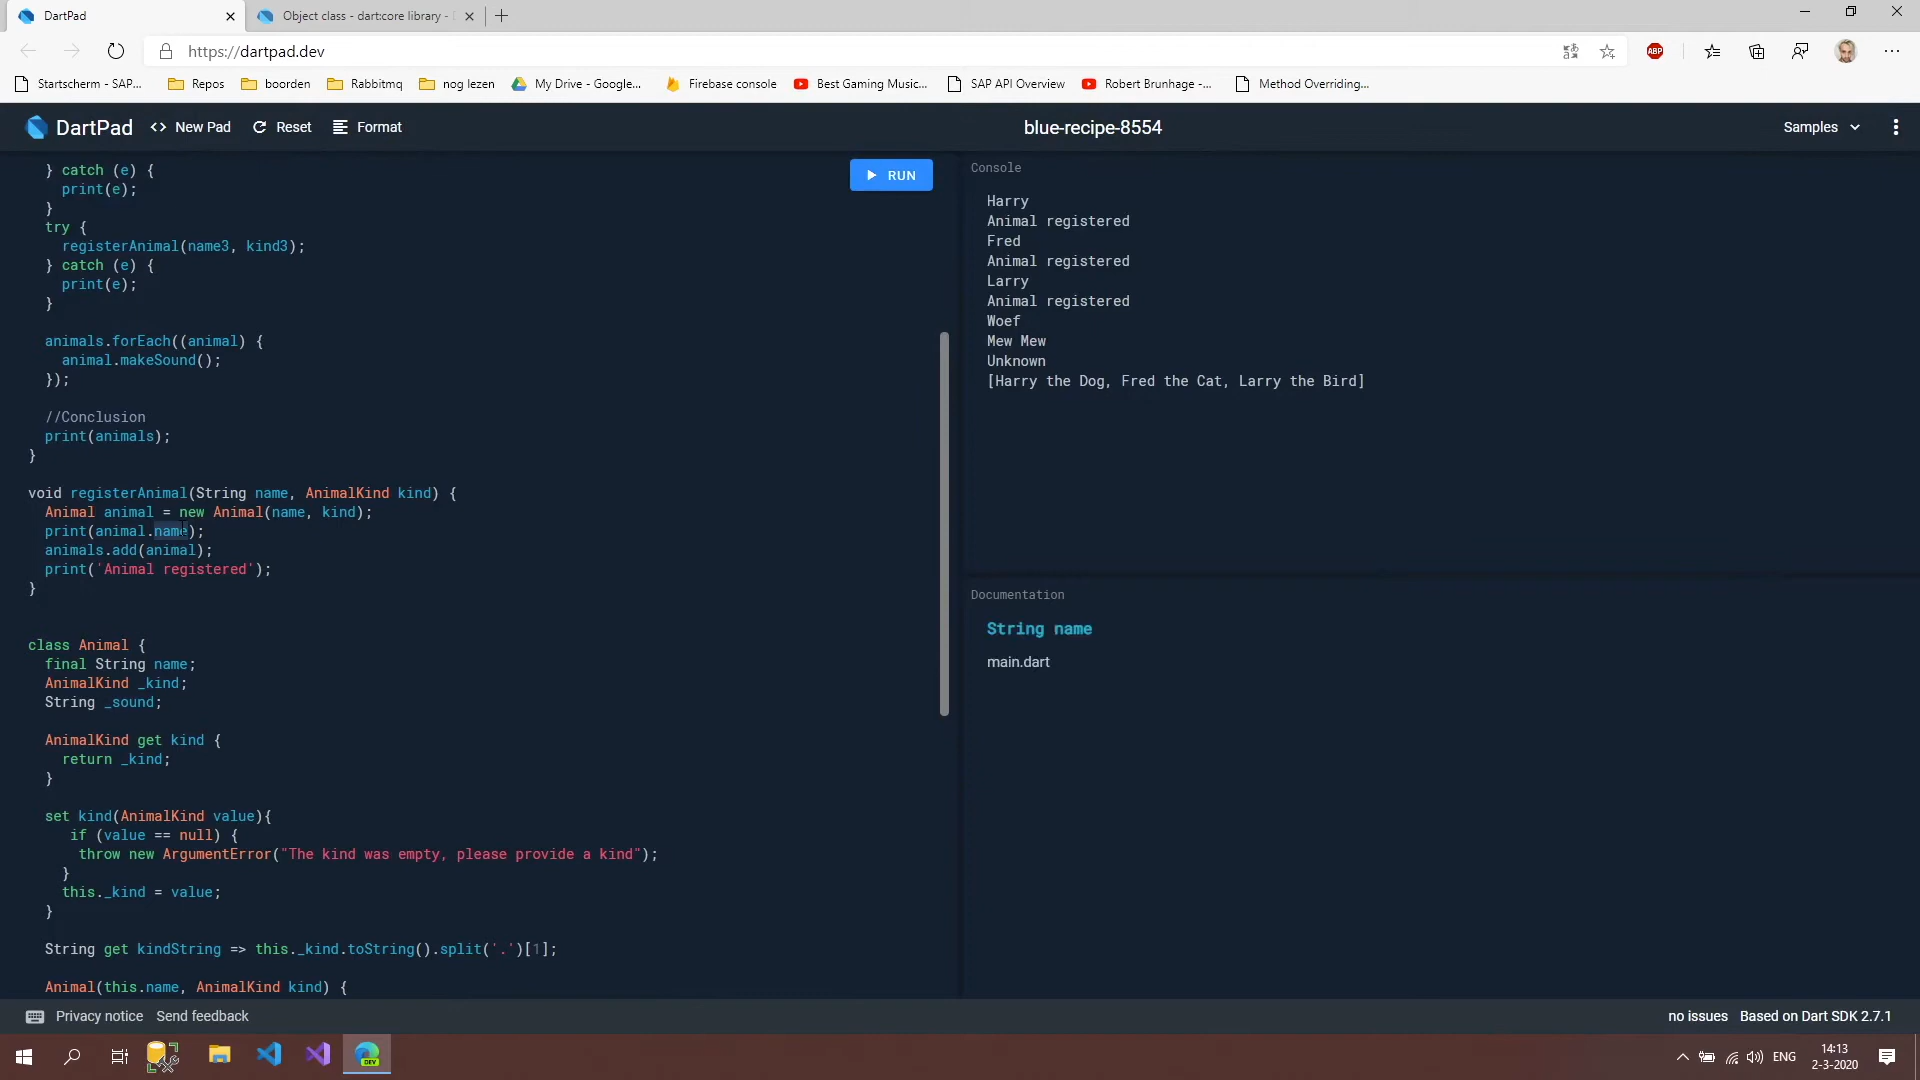 DartPad
Object class - dart:core library -
https://dartpad.dev
ABP
Startscherm - SAP...
Repos
boorden
Rabbitmq
nog lezen
My Drive - Google...
Firebase console
Best Gaming Music...
SAP API Overview
Robert Brunhage -...
Method Overriding...
DartPad
<> New Pad
Reset
Format
blue-recipe-8554
Samples
} catch (e) {
print(e);
}
try {
registerAnimal(name3, kind3);
} catch (e) {
print(e);
}
animals.forEach((animal) {
animal.makeSound();
});
//Conclusion
print(animals);
}
void registerAnimal(String name, AnimalKind kind) {
Animal animal = new Animal(name, kind);
print(animal.name);
animals.add(animal);
print('Animal registered');
}
class Animal {
final String name;
AnimalKind _kind;
String _sound;
AnimalKind get kind {
return _kind;
}
set kind(AnimalKind value){
if (value == null) {
throw new ArgumentError("The kind was empty, please provide a kind");
}
this._kind = value;
}
String get kindString => this._kind.toString().split('.')[1];
Animal(this.name, AnimalKind kind) {
RUN
Console
Harry
Animal registered
Fred
Animal registered
Larry
Animal registered
Woef
Mew Mew
Unknown
[Harry the Dog, Fred the Cat, Larry the Bird]
Documentation
String name
main.dart
Privacy notice
Send feedback
no issues
Based on Dart SDK 2.7.1
DEV
ENG
14:13
2-3-2020